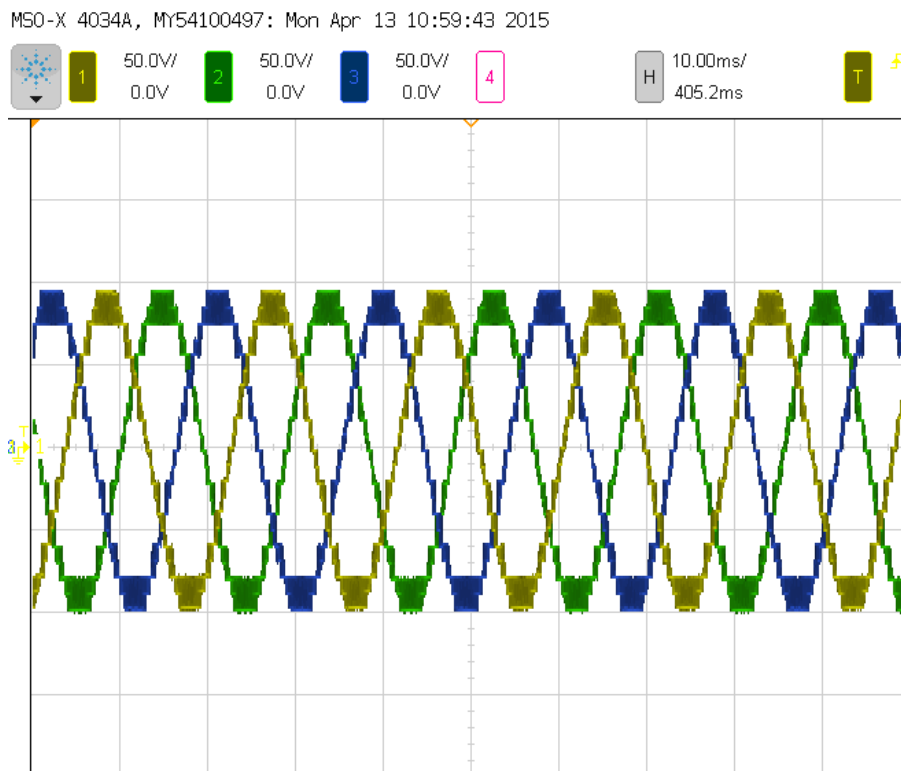 MSO-X 4034A, MY54100497: Mon Apr 13 10:59:43 2015
1 50.0V/ 2 50.0V/ 3 50.0V/ 4 H 10.00ms/ T
0.0V 0.0V 0.0V 405.2ms
T
1